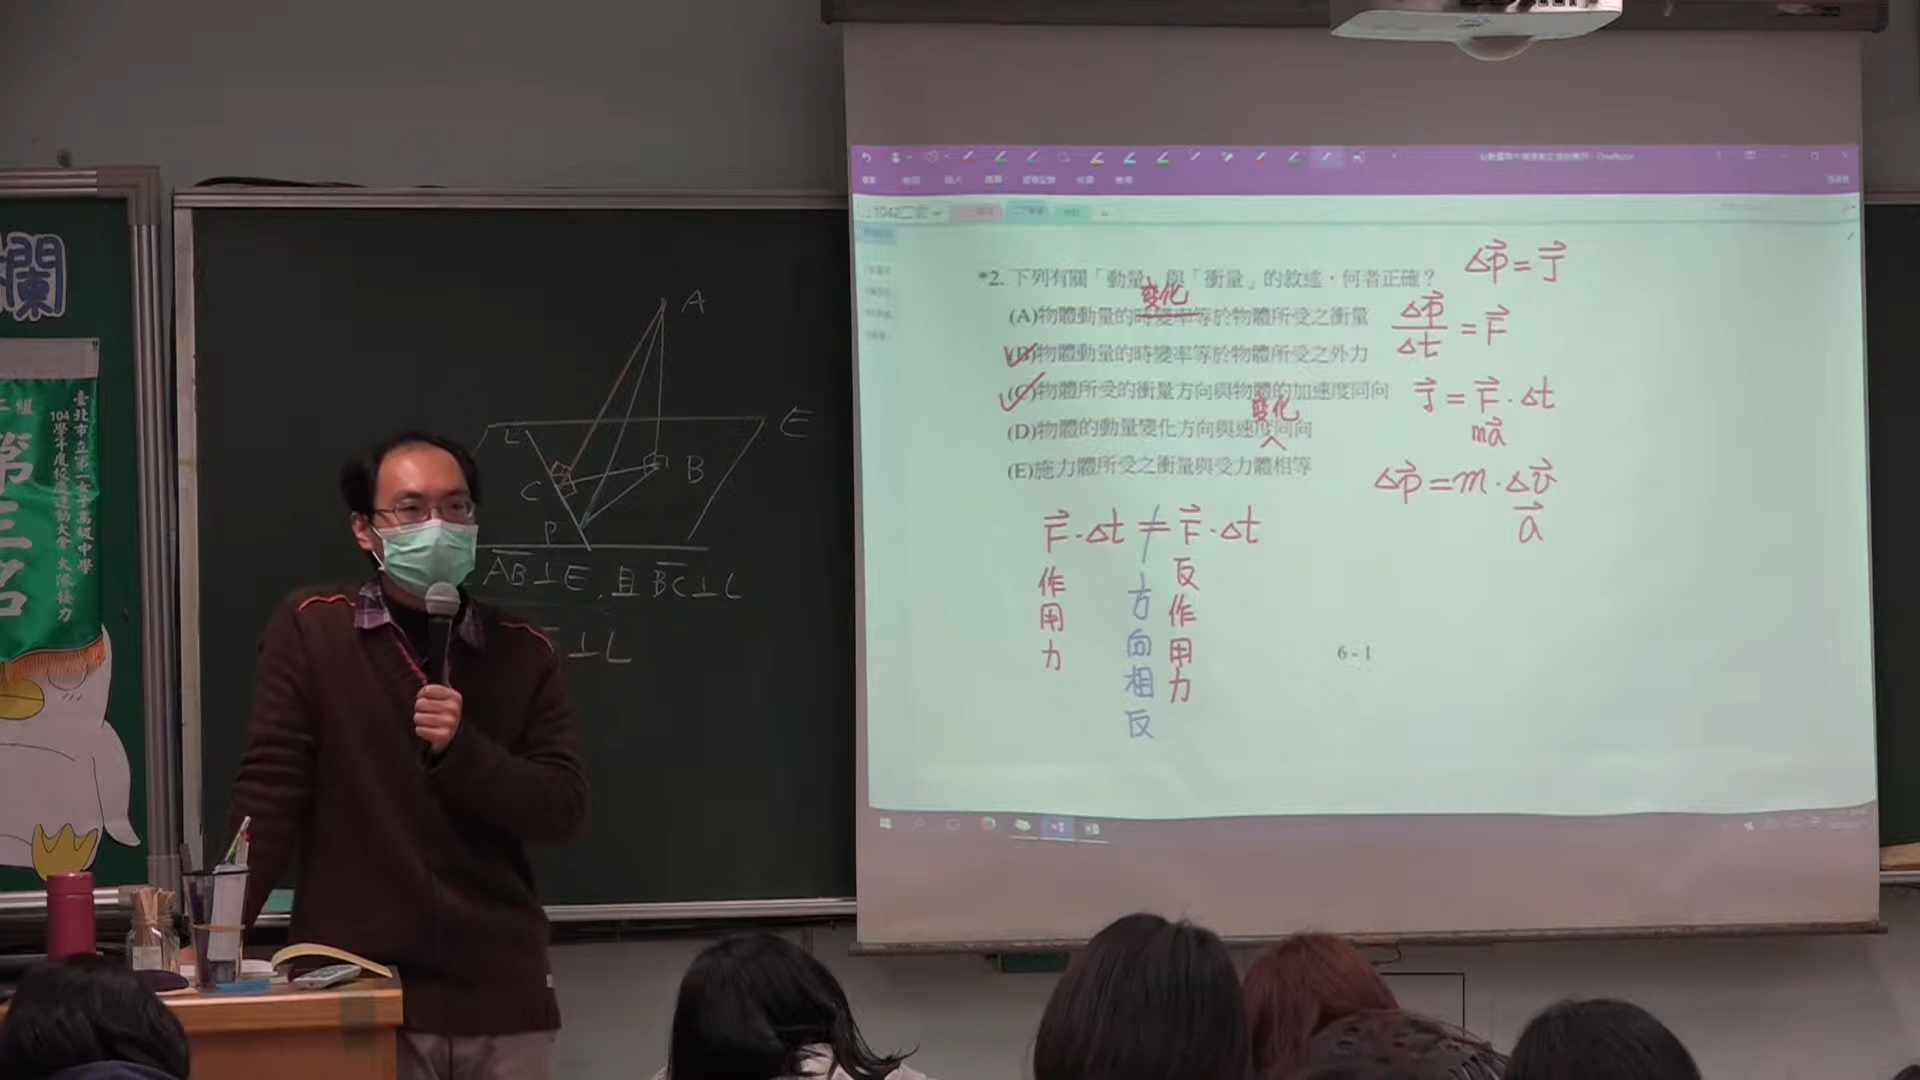 欄
臺北市立第一女子高級中學
104學年度校慶運動大會 大隊接力
二組
第三名
A
E
L
C
B
P
AB⊥E, 且 BC⊥L
⊥L
*2. 下列有關「動量」與「衝量」的敘述，何者正確？
變化
(A)物體動量的時變率等於物體所受之衝量
(B)物體動量的時變率等於物體所受之外力
(C)物體所受的衝量方向與物體的加速度同向
變化
(D)物體的動量變化方向與速度同向
(E)施力體所受之衝量與受力體相等
Δp⃗ = J⃗
Δp⃗/Δt = F⃗
J⃗ = F⃗ · Δt
ma⃗
Δp⃗ = m · Δv⃗
a⃗
F⃗ · Δt ≠ F⃗ · Δt
作用力
方向相反
反作用力
6 - 1